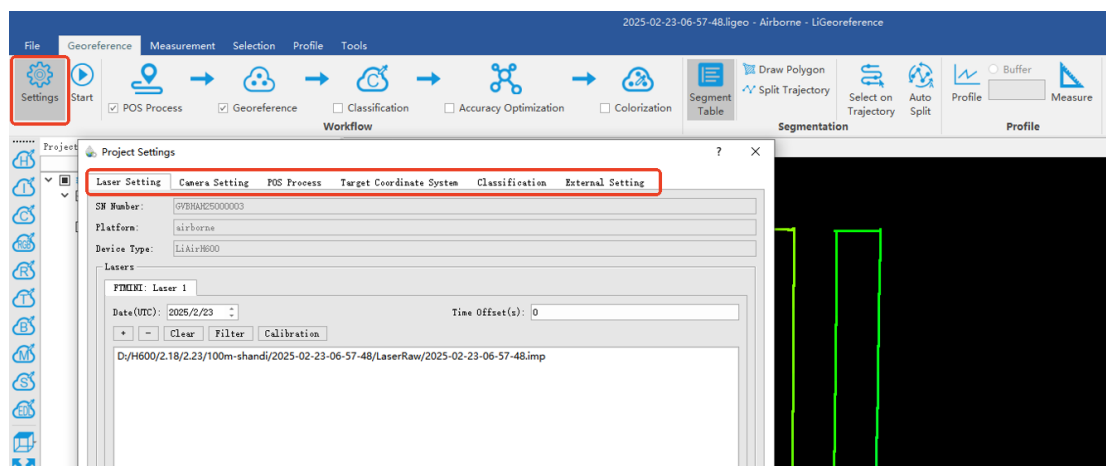 2025-02-23-06-57-48.ligeo - Airborne - LiGeoreference
File Georeference Measurement Selection Profile Tools
Settings Start POS Process Georeference Classification Accuracy Optimization Colorization
Workflow
Segment Table Draw Polygon Split Trajectory Select on Trajectory Auto Split
Segmentation
Profile Buffer Measure
Profile
Project
Project Settings ? ×
Laser Setting Camera Setting POS Process Target Coordinate System Classification External Setting
SN Number: GVBHAH25000003
Platform: airborne
Device Type: LiAirH600
Lasers
FTMINI: Laser 1
Date(UTC): 2025/2/23 Time Offset(s): 0
+ - Clear Filter Calibration
D:/H600/2.18/2.23/100m-shandi/2025-02-23-06-57-48/LaserRaw/2025-02-23-06-57-48.imp
H
I
C
RGB
R
T
B
M
S
EDL